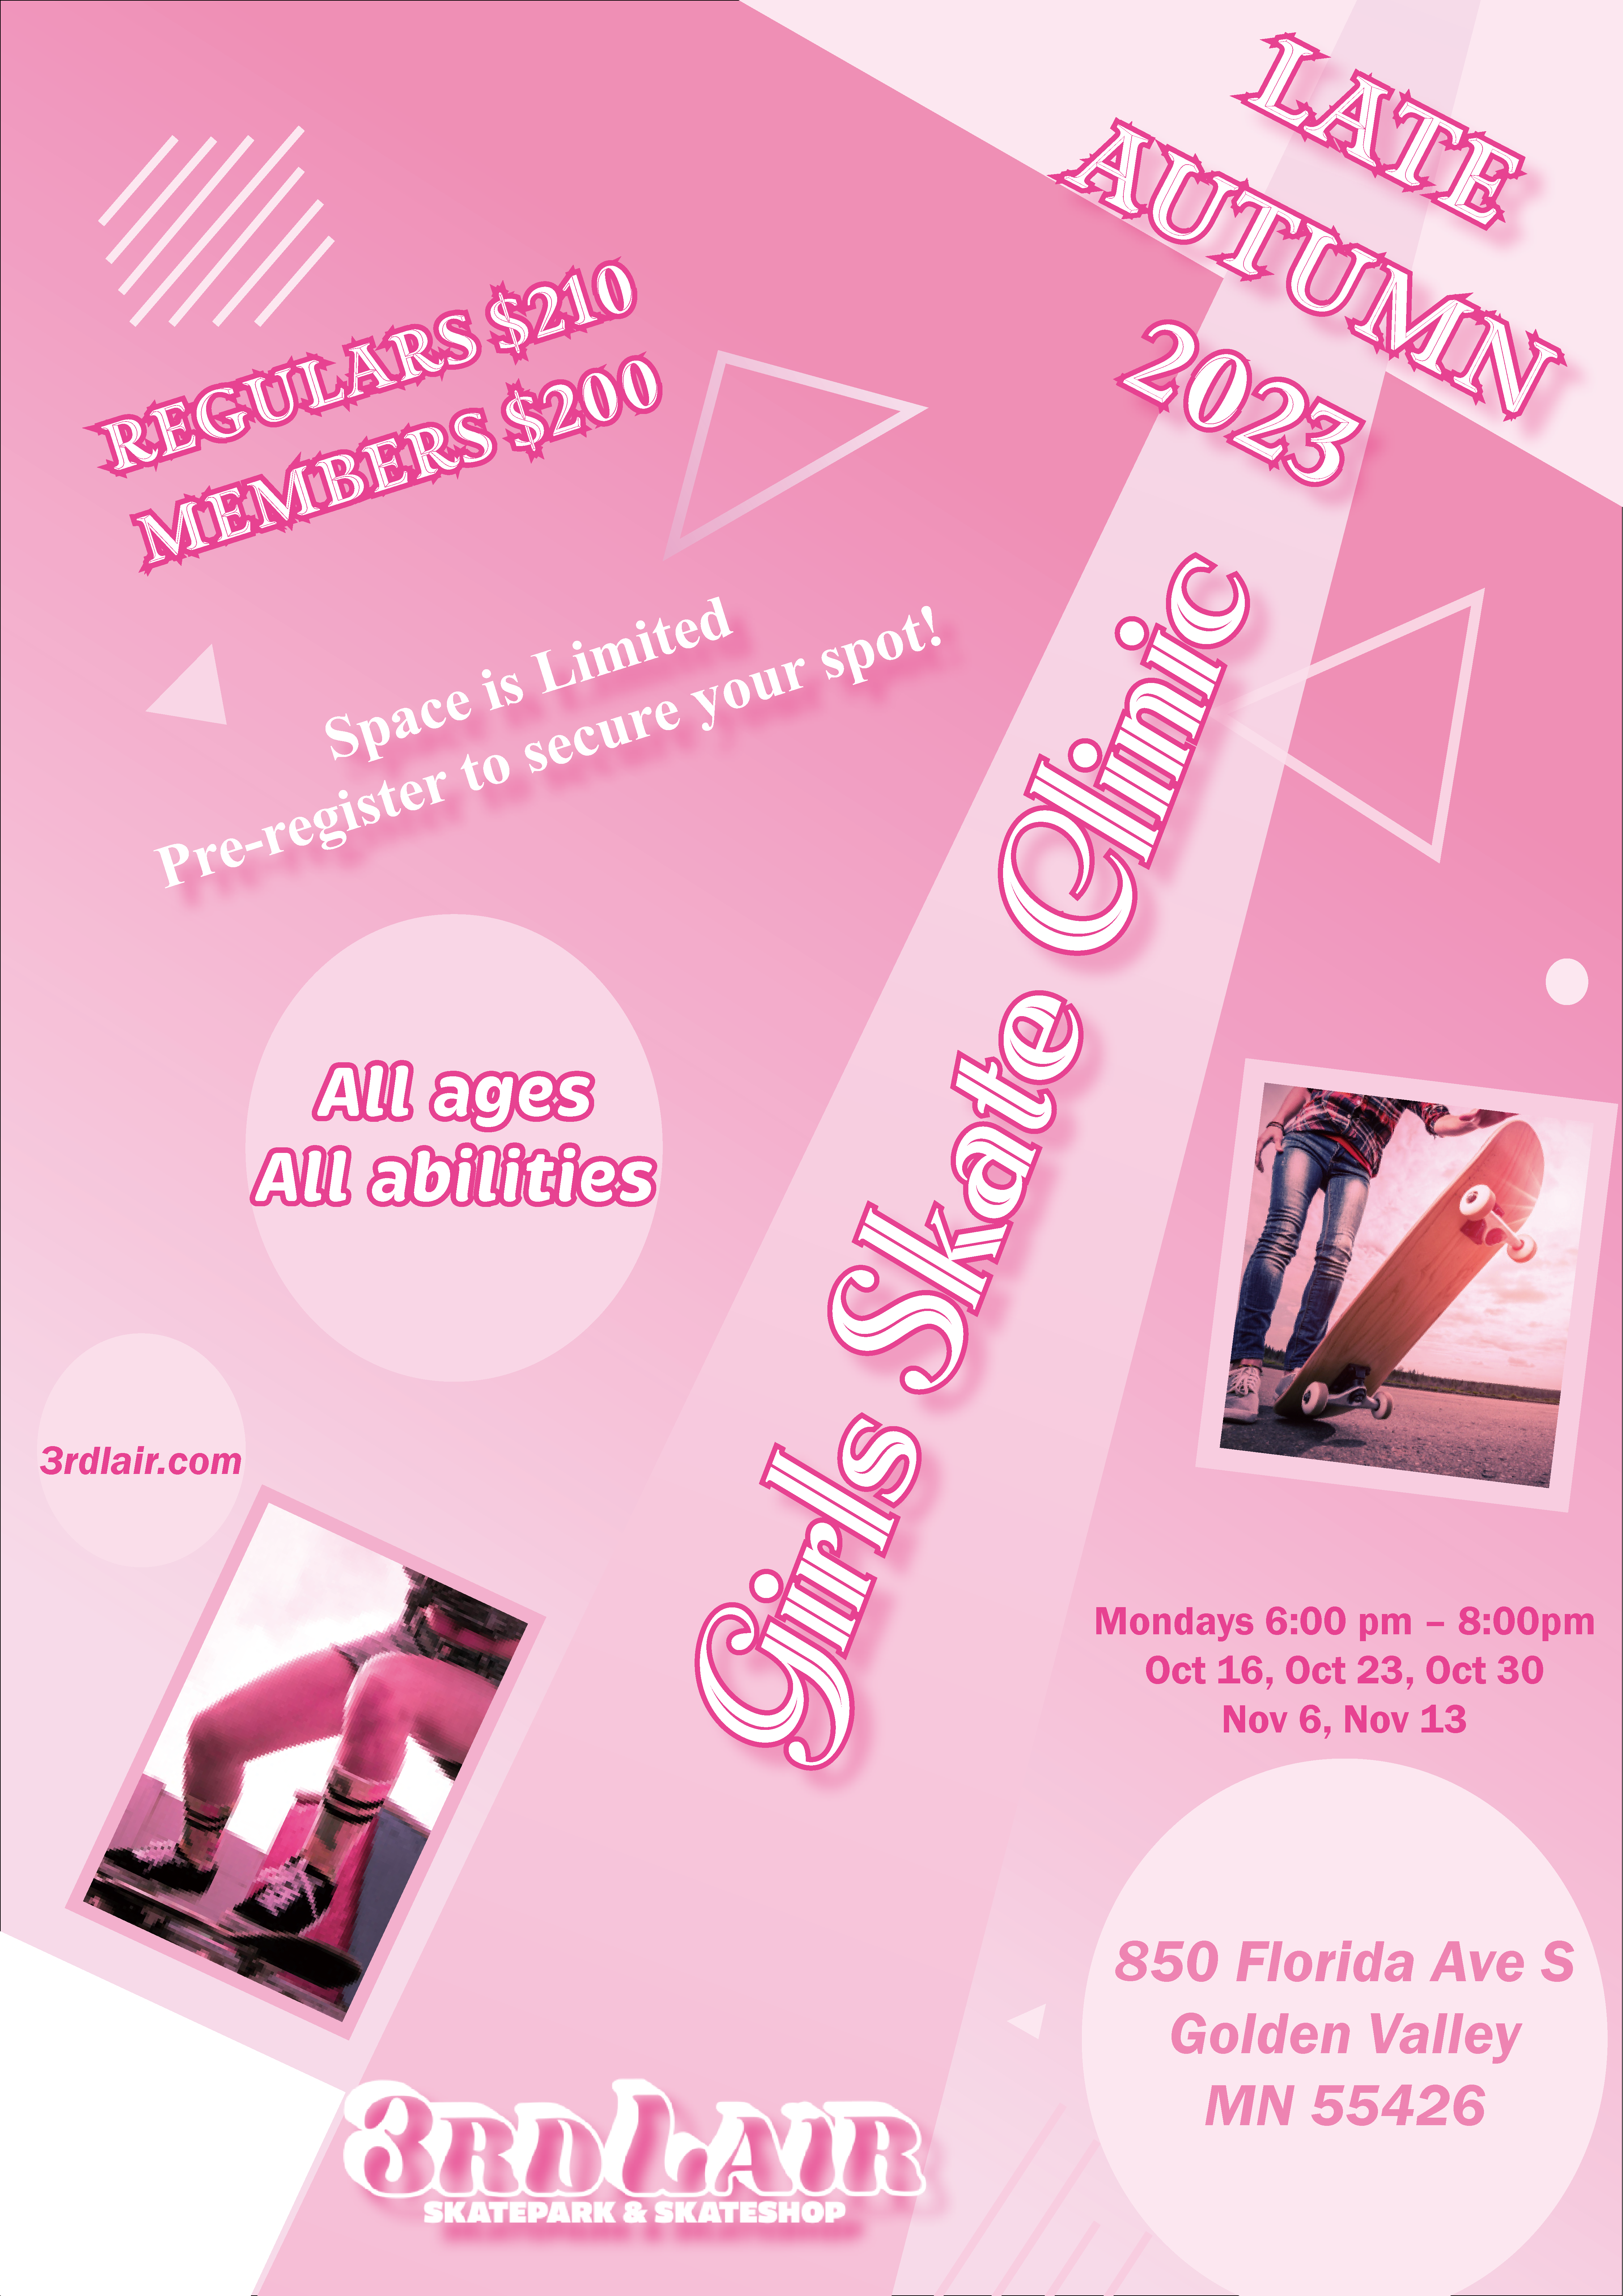 LATE
AUTUMN
2023
REGULARS $210
MEMBERS $200
Space is Limited
Pre-register to secure your spot!
Girls Skate Clinic
All ages
All abilities
3rdlair.com
Mondays 6:00 pm – 8:00pm
Oct 16, Oct 23, Oct 30
Nov 6, Nov 13
850 Florida Ave S
Golden Valley
MN 55426
3RD LAIR
SKATEPARK & SKATESHOP